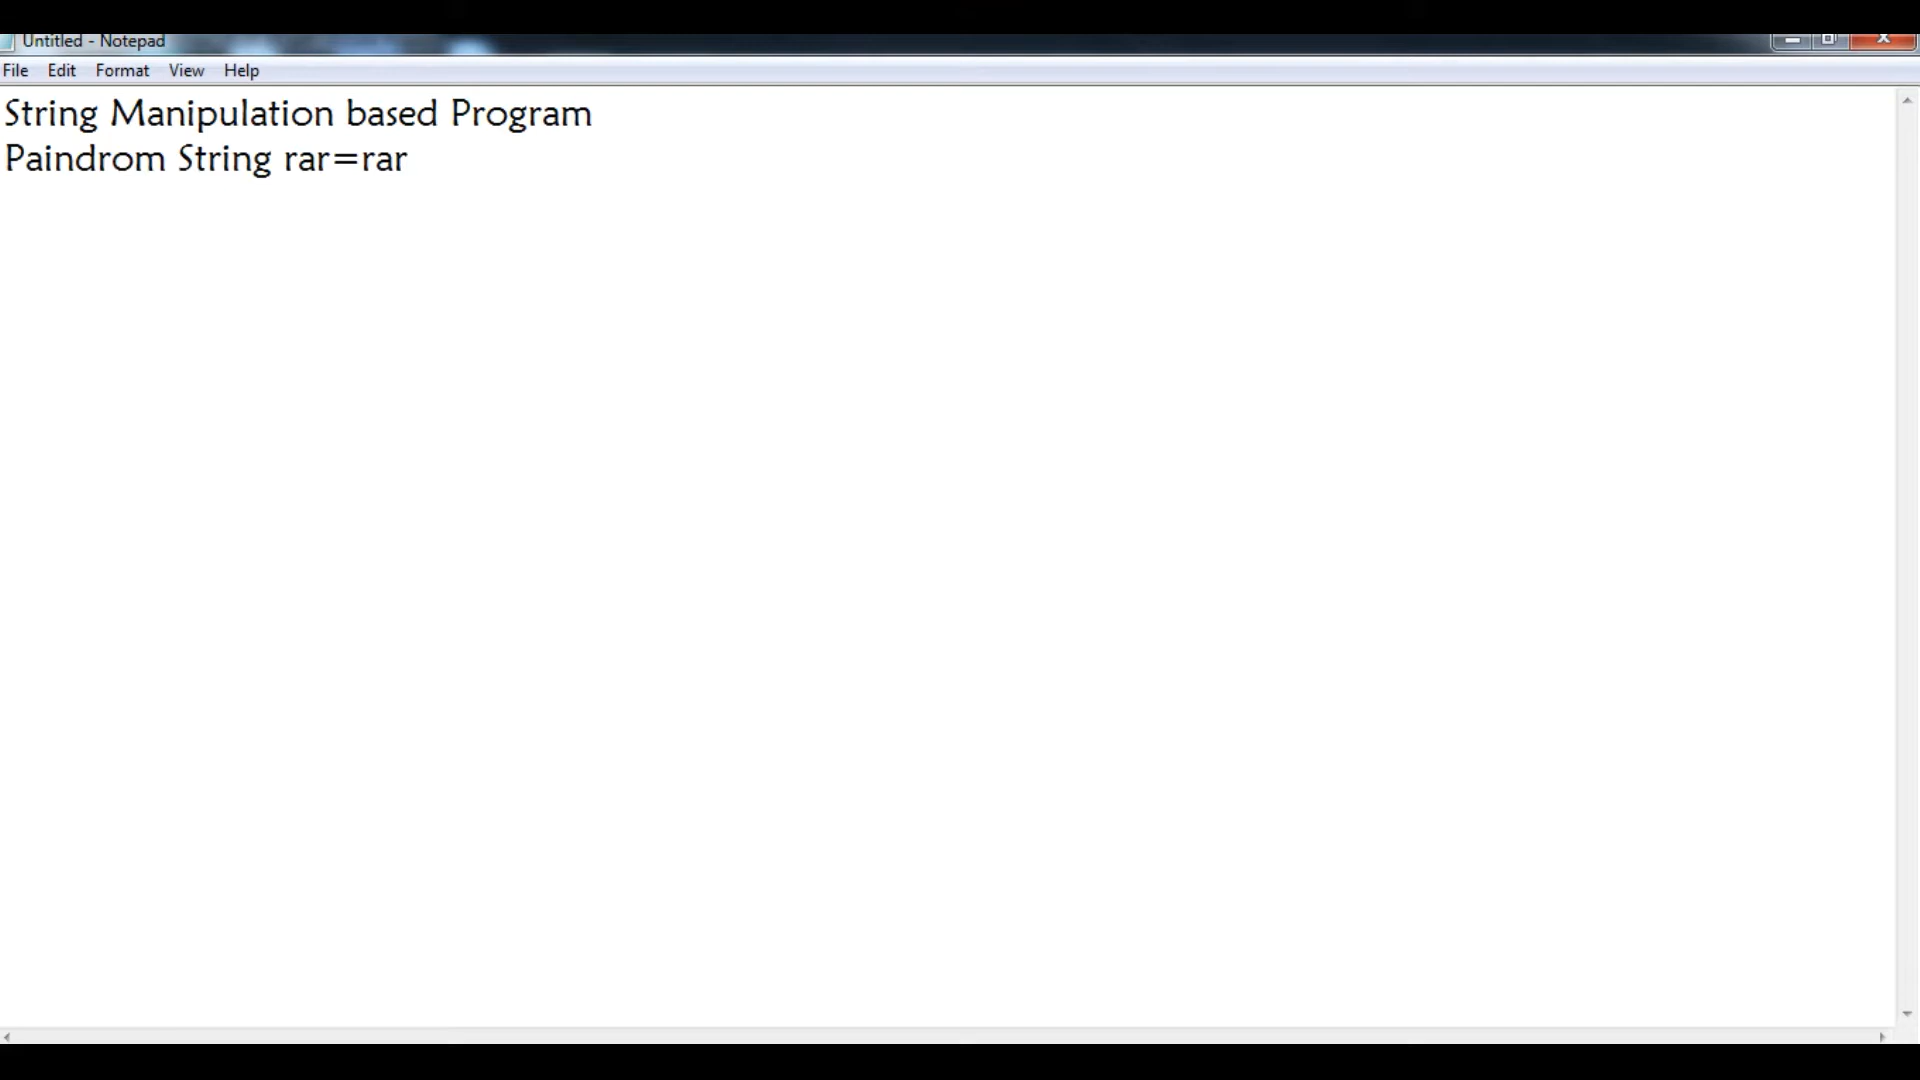 Untitled - Notepad
File Edit Format View Help
String Manipulation based Program
Paindrom String rar=rar